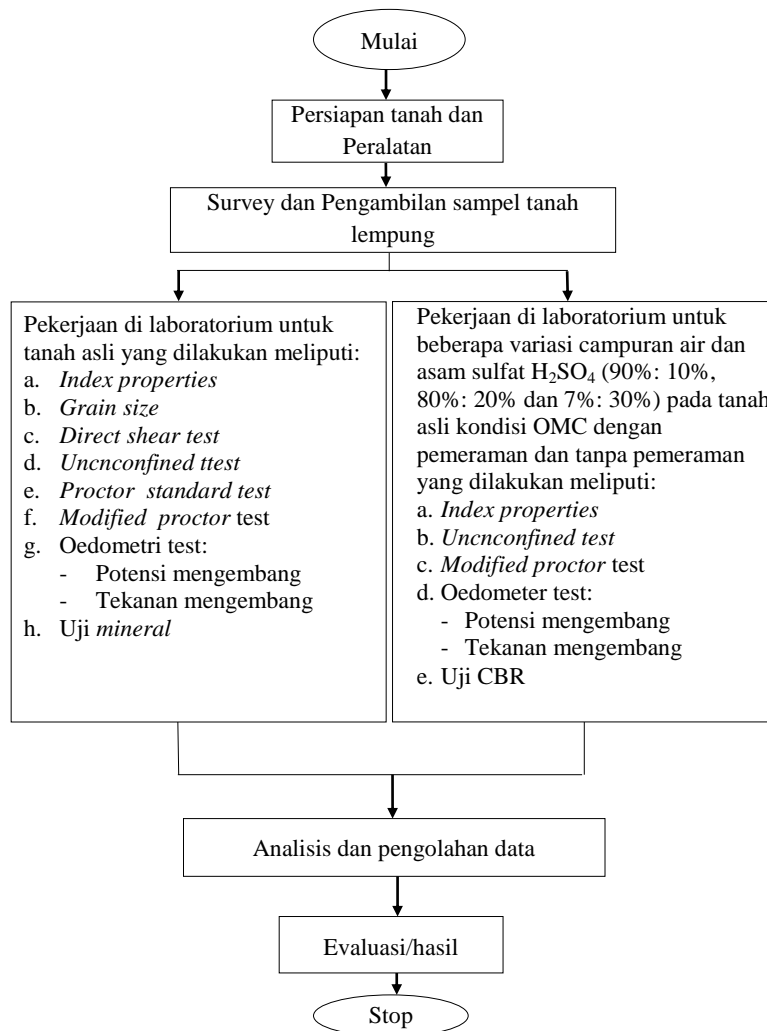 Mulai
Persiapan tanah dan
Peralatan
Survey dan Pengambilan sampel tanah
lempung
Pekerjaan di laboratorium untuk
tanah asli yang dilakukan meliputi:
a. Index properties
b. Grain size
c. Direct shear test
d. Uncnconfined ttest
e. Proctor standard test
f. Modified proctor test
g. Oedometri test:
- Potensi mengembang
- Tekanan mengembang
h. Uji mineral
Pekerjaan di laboratorium untuk
beberapa variasi campuran air dan
asam sulfat H₂SO₄ (90%: 10%,
80%: 20% dan 7%: 30%) pada tanah
asli kondisi OMC dengan
pemeraman dan tanpa pemeraman
yang dilakukan meliputi:
a. Index properties
b. Uncnconfined test
c. Modified proctor test
d. Oedometer test:
- Potensi mengembang
- Tekanan mengembang
e. Uji CBR
Analisis dan pengolahan data
Evaluasi/hasil
Stop